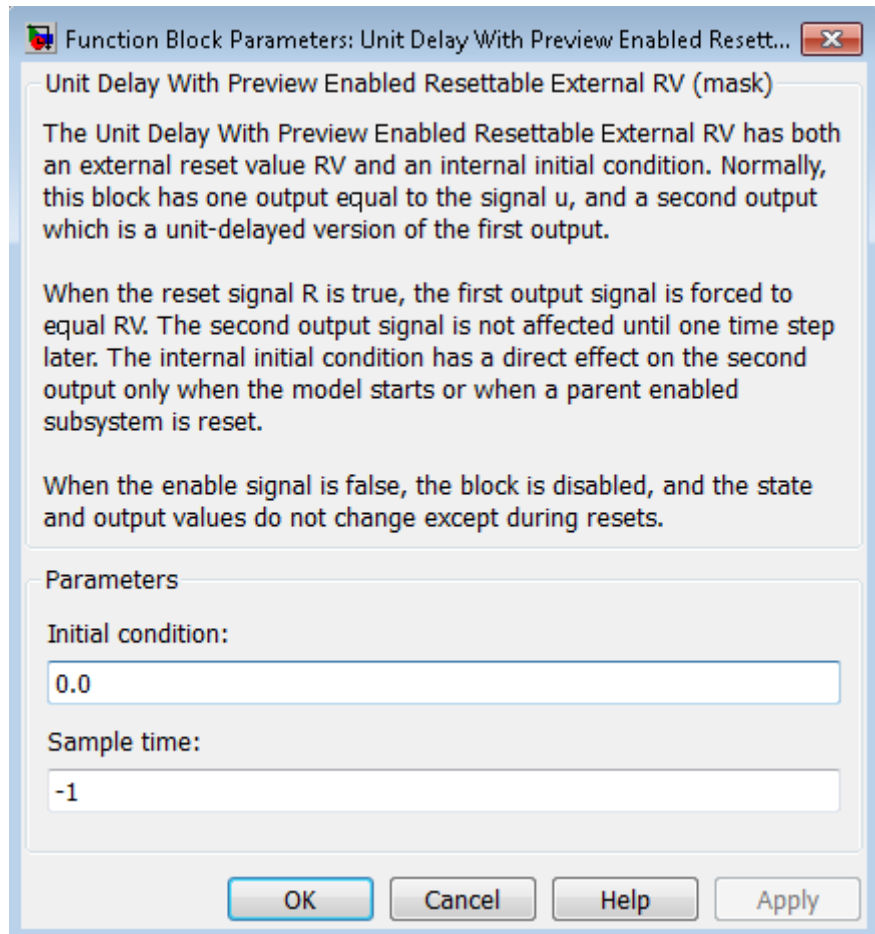 Function Block Parameters: Unit Delay With Preview Enabled Resett...
Unit Delay With Preview Enabled Resettable External RV (mask)
The Unit Delay With Preview Enabled Resettable External RV has both
an external reset value RV and an internal initial condition. Normally,
this block has one output equal to the signal u, and a second output
which is a unit-delayed version of the first output.
When the reset signal R is true, the first output signal is forced to
equal RV. The second output signal is not affected until one time step
later. The internal initial condition has a direct effect on the second
output only when the model starts or when a parent enabled
subsystem is reset.
When the enable signal is false, the block is disabled, and the state
and output values do not change except during resets.
Parameters
Initial condition:
0.0
Sample time:
-1
OK Cancel Help Apply